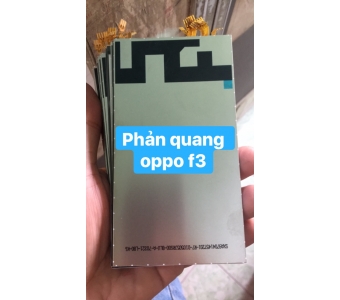 Phản quang
oppo f3